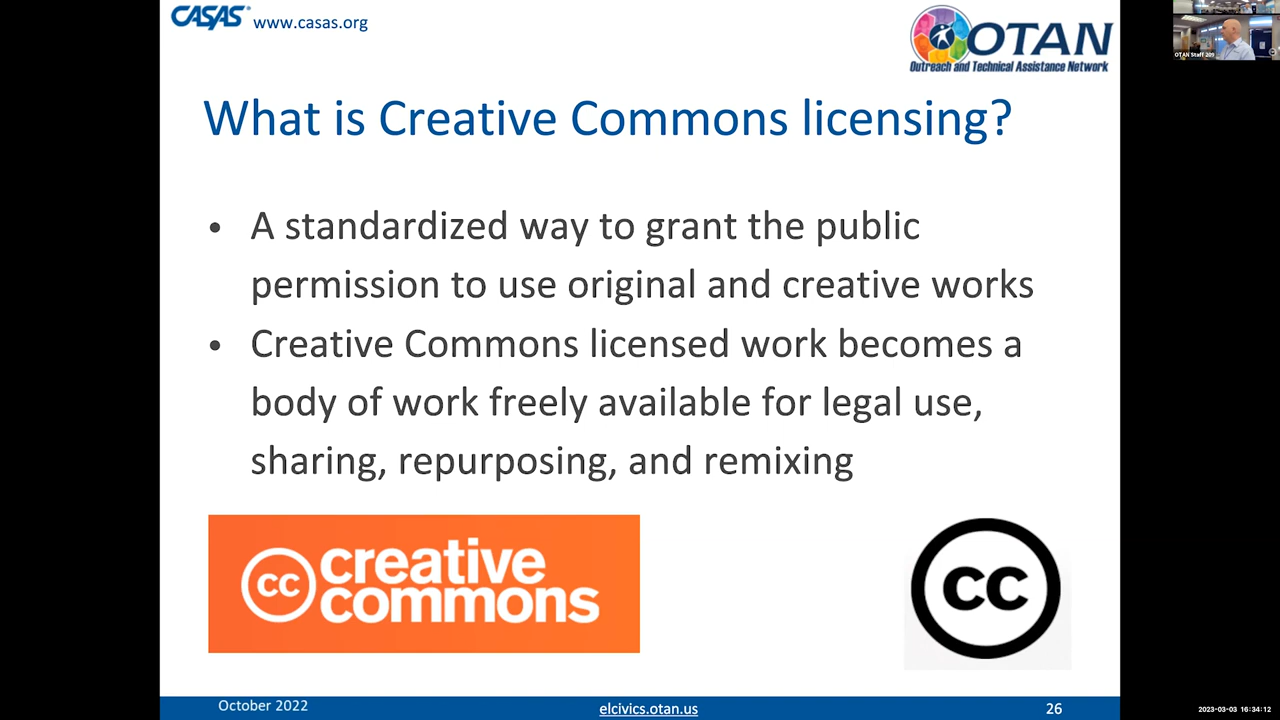 CASAS® www.casas.org
OTAN
Outreach and Technical Assistance Network
OTAN Staff 209
What is Creative Commons licensing?
• A standardized way to grant the public
permission to use original and creative works
• Creative Commons licensed work becomes a
body of work freely available for legal use,
sharing, repurposing, and remixing
cc creative
commons
cc
October 2022
elcivics.otan.us
26
2023-03-03 16:34:12